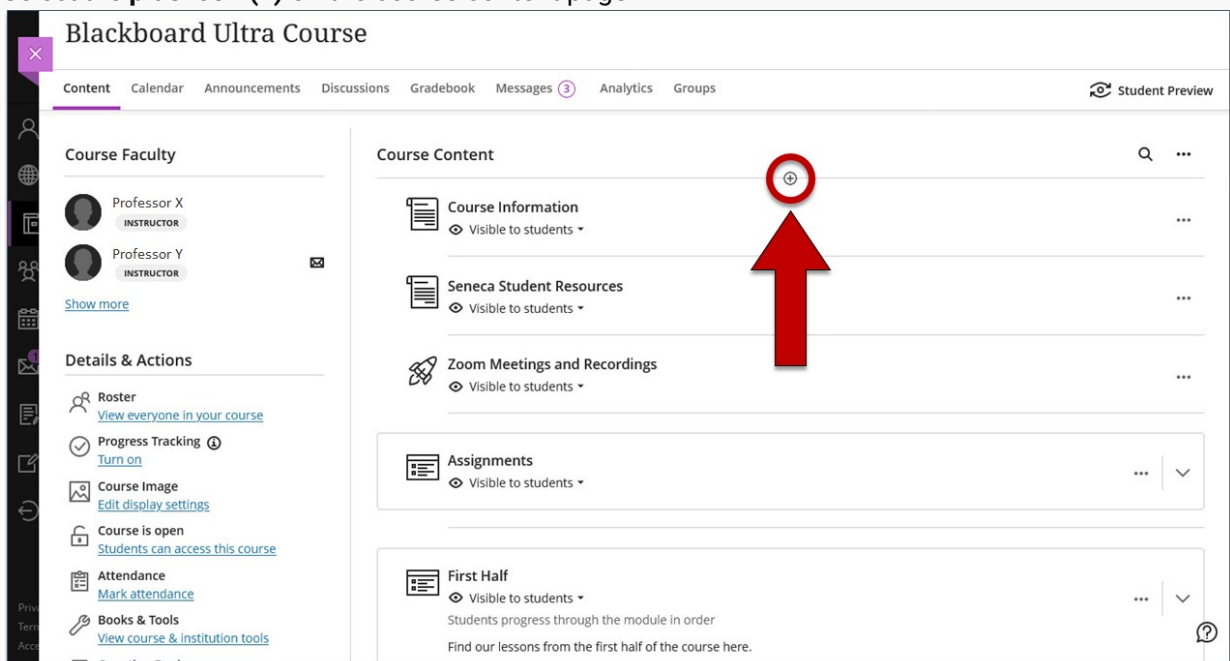 Blackboard Ultra Course
Content Calendar Announcements Discussions Gradebook Messages 3 Analytics Groups Student Preview
Course Faculty
Professor X
INSTRUCTOR
Professor Y
INSTRUCTOR
Show more
Details & Actions
Roster
View everyone in your course
Progress Tracking
Turn on
Course Image
Edit display settings
Course is open
Students can access this course
Attendance
Mark attendance
Books & Tools
View course & institution tools
Course Content
Course Information
Visible to students
Seneca Student Resources
Visible to students
Zoom Meetings and Recordings
Visible to students
Assignments
Visible to students
First Half
Visible to students
Students progress through the module in order
Find our lessons from the first half of the course here.